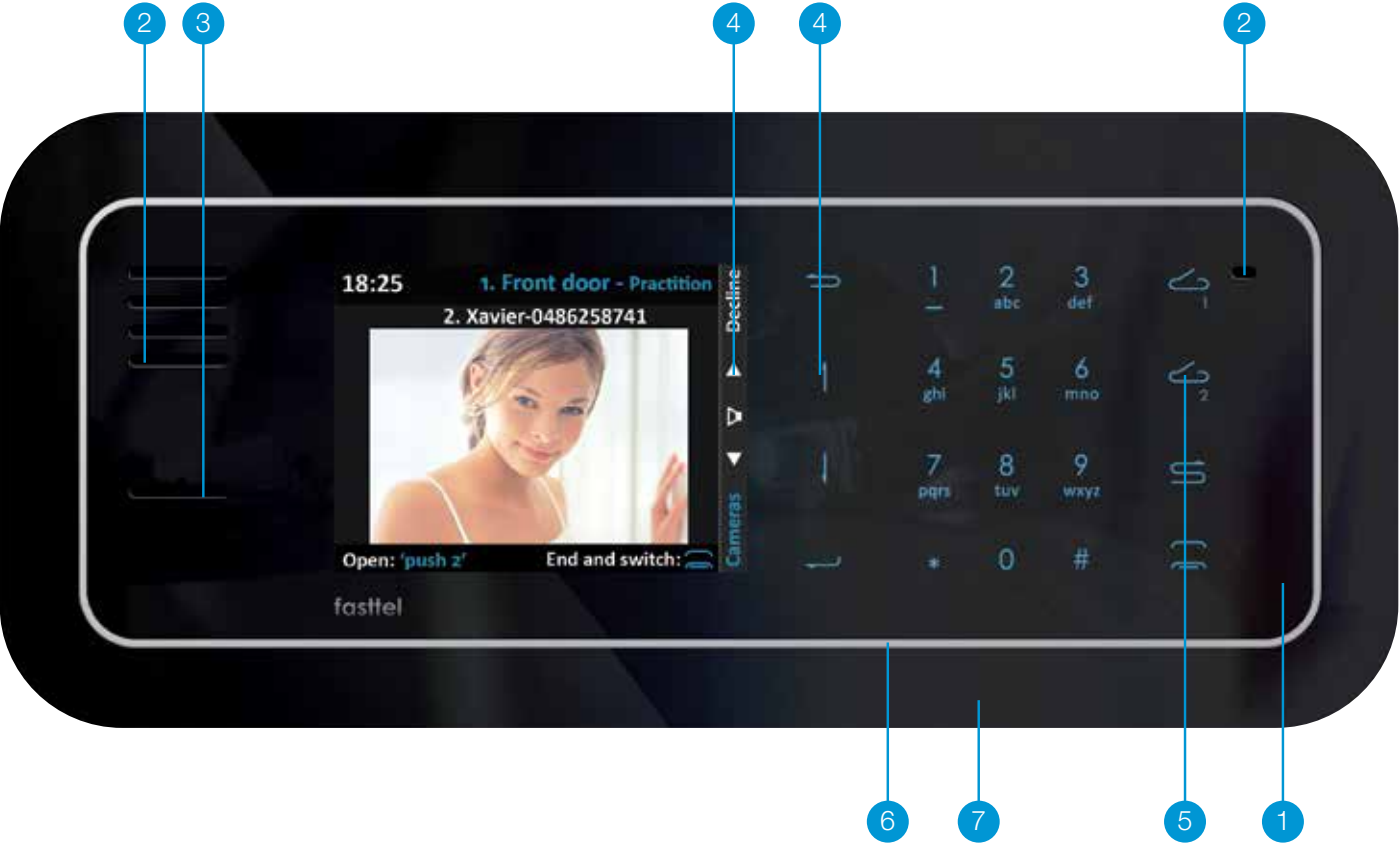 2 3 4 4 2
18:25 1. Front door - Practition
2. Xavier-0486258741
Decline
Cameras
Open: 'push 2' End and switch:
fasttel
1 2 abc 3 def 1
4 ghi 5 jkl 6 mno 2
7 pqrs 8 tuv 9 wxyz
* 0 #
6 7 5 1